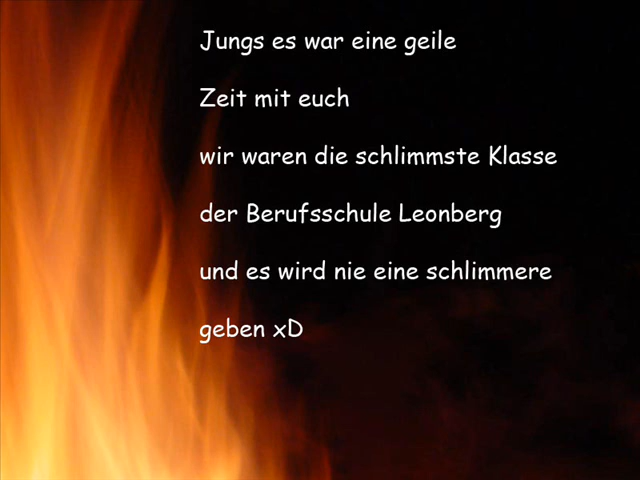 Jungs es war eine geile
Zeit mit euch
wir waren die schlimmste Klasse
der Berufsschule Leonberg
und es wird nie eine schlimmere
geben xD